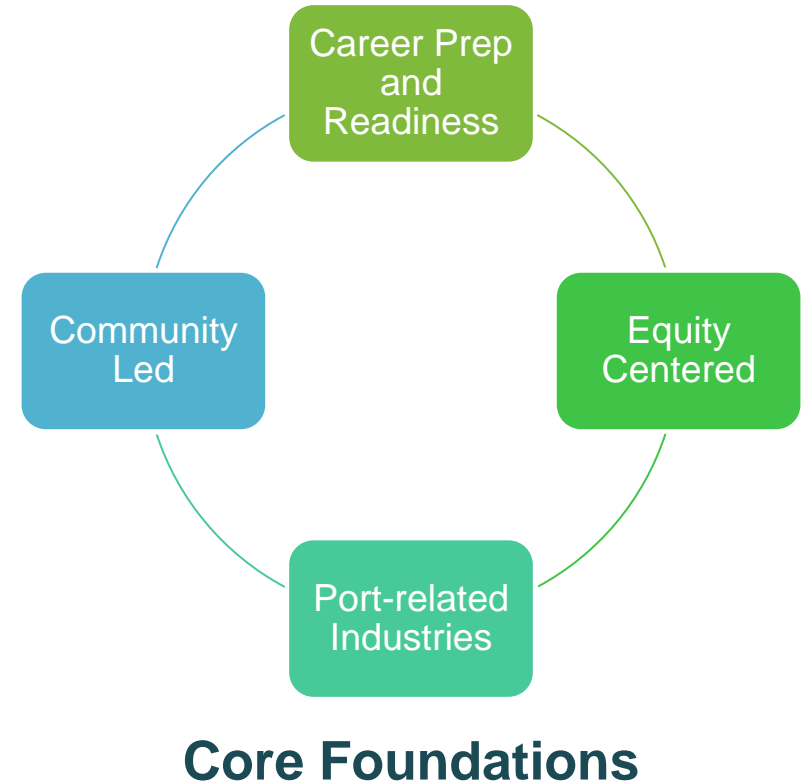 Career Prep
and
Readiness
Community
Led
Equity
Centered
Port-related
Industries
Core Foundations